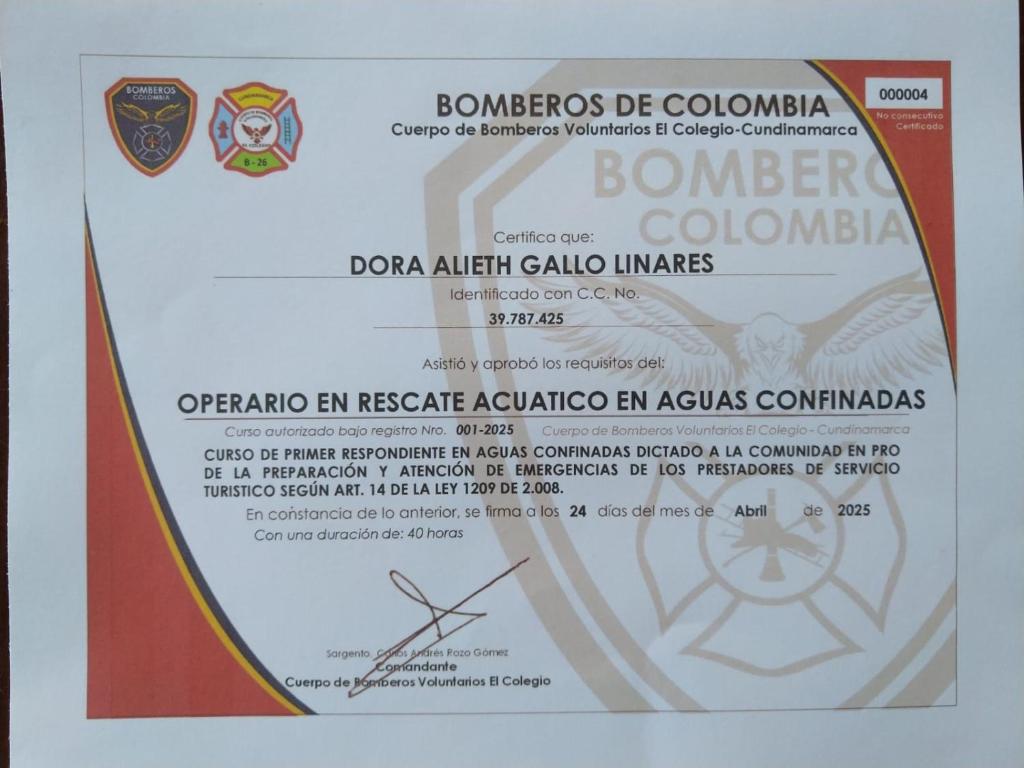 BOMBEROS
COLOMBIA
CUNDINAMARCA
EL COLEGIO
B - 26
BOMBEROS DE COLOMBIA
Cuerpo de Bomberos Voluntarios El Colegio-Cundinamarca
000004
No consecutivo
Certificado
BOMBERO
COLOMBIA
Certifica que:
DORA ALIETH GALLO LINARES
Identificado con C.C. No.
39.787.425
Asistió y aprobó los requisitos del:
OPERARIO EN RESCATE ACUATICO EN AGUAS CONFINADAS
Curso autorizado bajo registro Nro. 001-2025 Cuerpo de Bomberos Voluntarios El Colegio - Cundinamarca
CURSO DE PRIMER RESPONDIENTE EN AGUAS CONFINADAS DICTADO A LA COMUNIDAD EN PRO
DE LA PREPARACIÓN Y ATENCIÓN DE EMERGENCIAS DE LOS PRESTADORES DE SERVICIO
TURISTICO SEGÚN ART. 14 DE LA LEY 1209 DE 2.008.
En constancia de lo anterior, se firma a los 24 días del mes de Abril de 2025
Con una duración de: 40 horas
Sargento. Carlos Andrés Rozo Gómez
Comandante
Cuerpo de Bomberos Voluntarios El Colegio